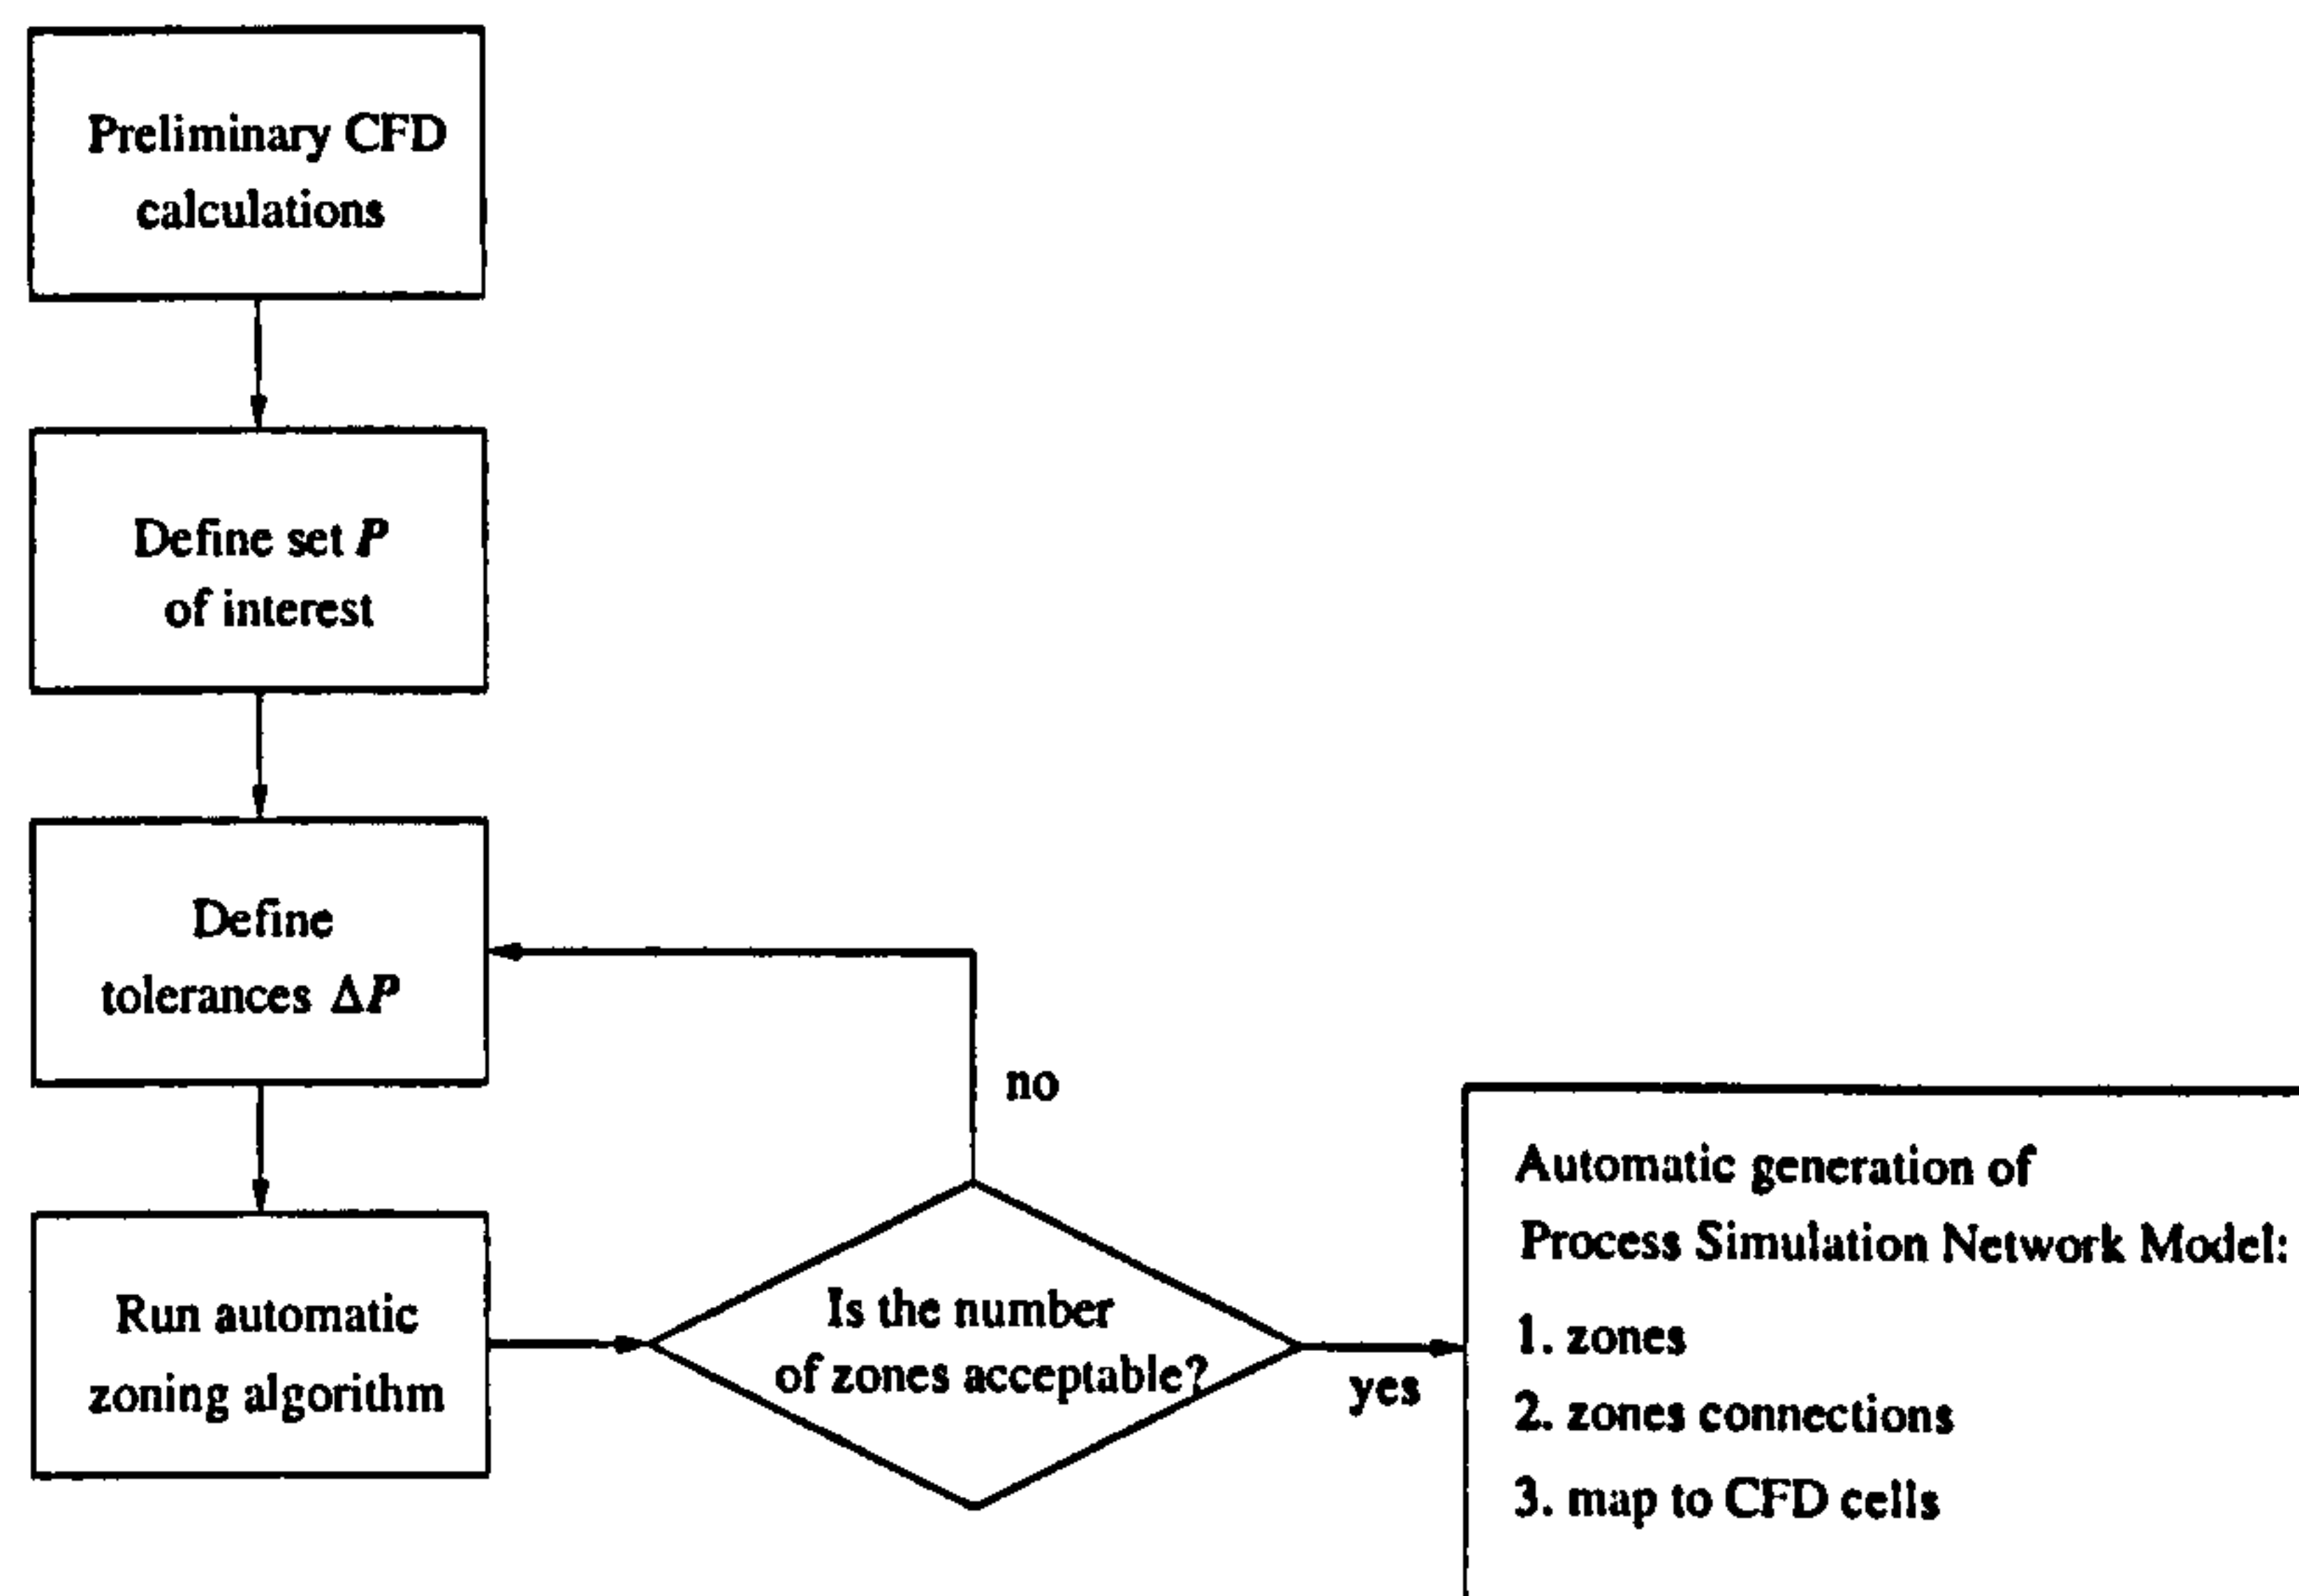 Preliminary CFD
calculations
Define set P
of interest
Define
tolerances ΔP
Run automatic
zoning algorithm
Is the number
of zones acceptable?
no
yes
Automatic generation of
Process Simulation Network Model:
1. zones
2. zones connections
3. map to CFD cells